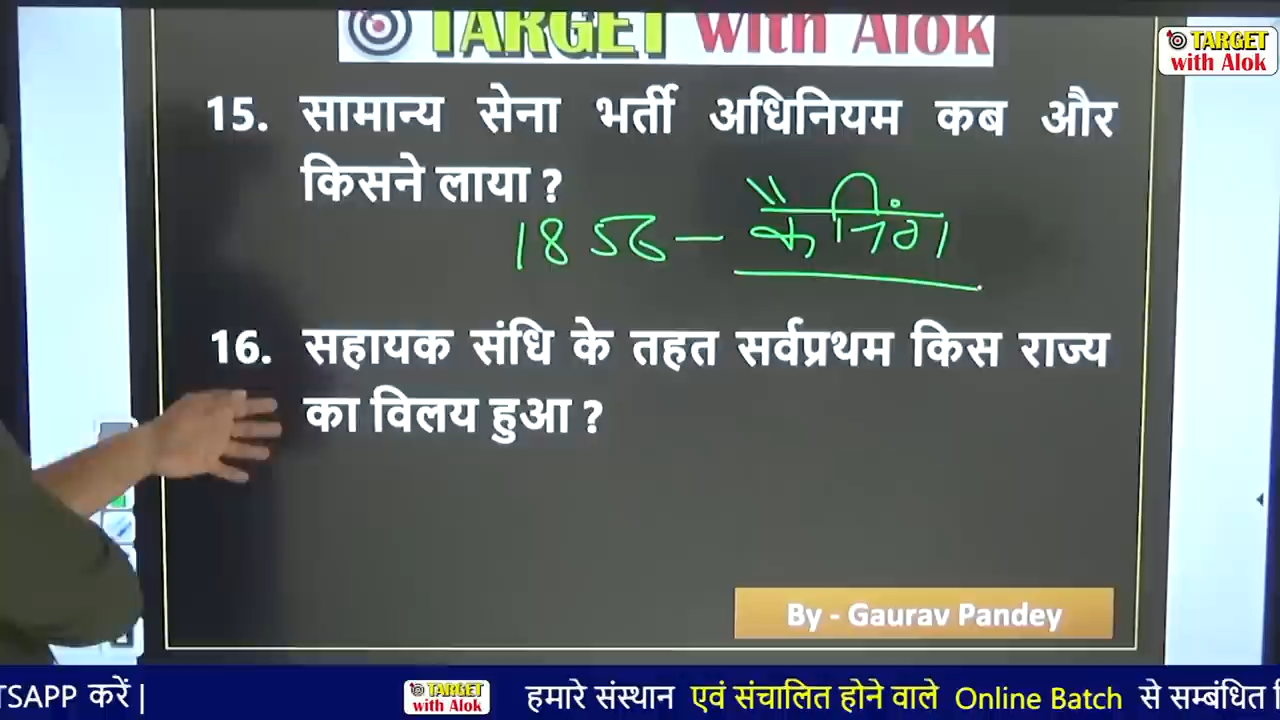 TARGET with Alok
TARGET
with Alok
15. सामान्य सेना भर्ती अधिनियम कब और
किसने लाया ?
1856 — कैनिंग
16. सहायक संधि के तहत सर्वप्रथम किस राज्य
का विलय हुआ ?
By - Gaurav Pandey
TSAPP करें |
TARGET
with Alok
हमारे संस्थान एवं संचालित होने वाले Online Batch से सम्बंधित